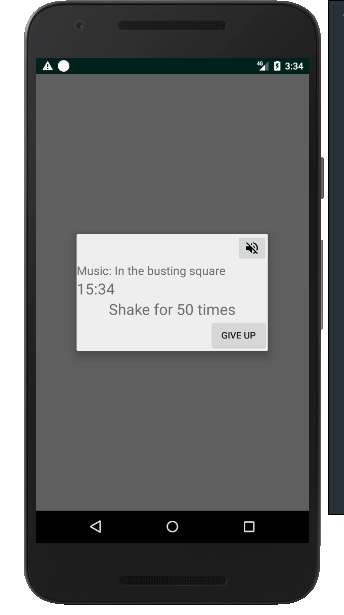 4G 3:34
Music: In the busting square
15:34
Shake for 50 times
GIVE UP